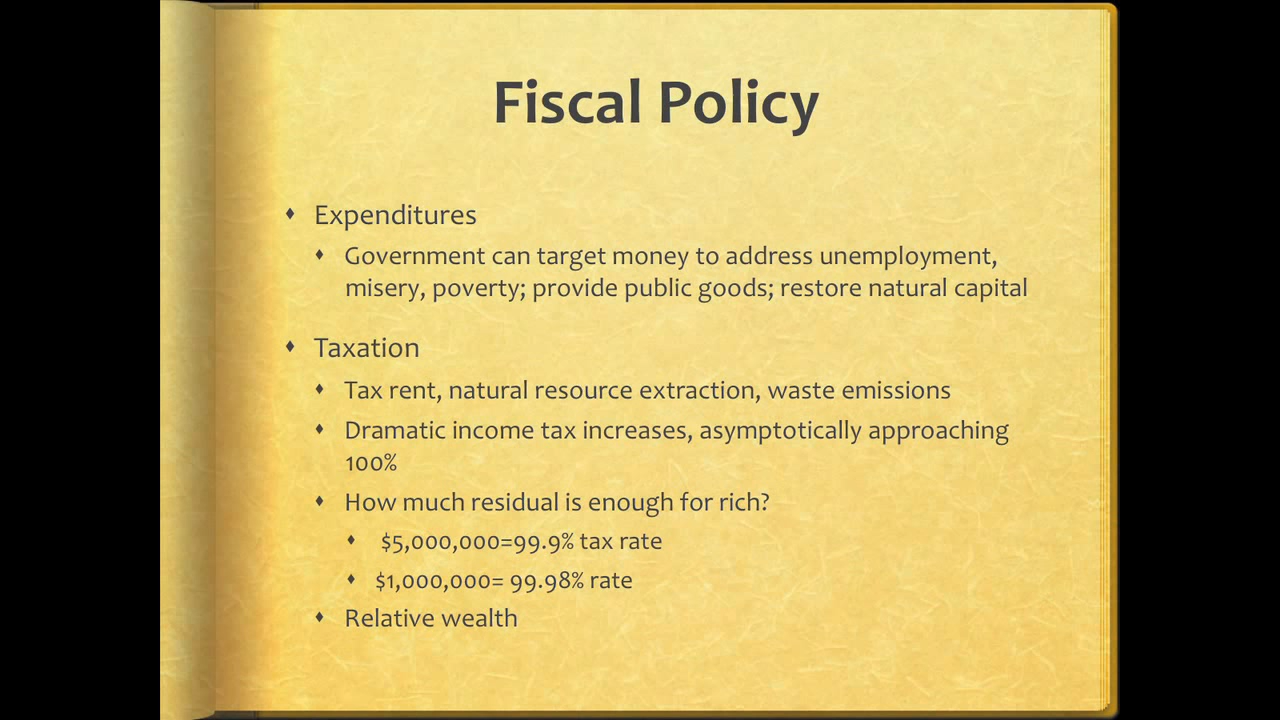 Fiscal Policy
Expenditures
Government can target money to address unemployment,
misery, poverty; provide public goods; restore natural capital
Taxation
Tax rent, natural resource extraction, waste emissions
Dramatic income tax increases, asymptotically approaching
100%
How much residual is enough for rich?
$5,000,000=99.9% tax rate
$1,000,000= 99.98% rate
Relative wealth